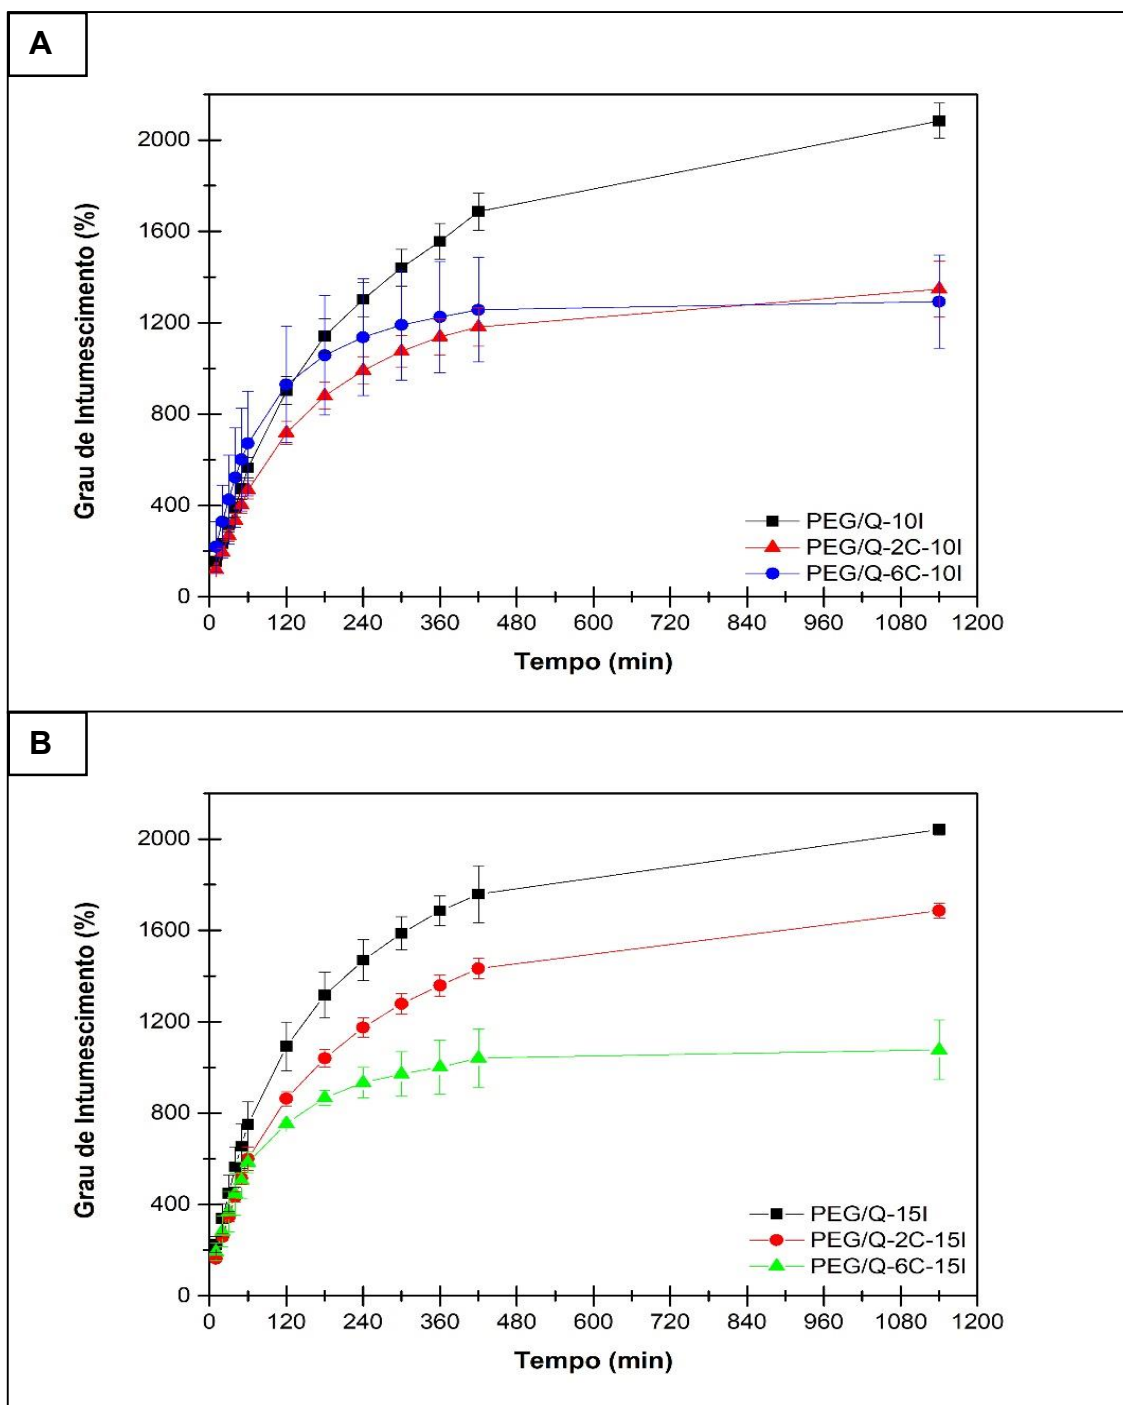 A
2000
1600
1200
800
400
0
Grau de Intumescimento (%)
PEG/Q-10I
PEG/Q-2C-10I
PEG/Q-6C-10I
0 120 240 360 480 600 720 840 960 1080 1200
Tempo (min)
B
2000
1600
1200
800
400
0
Grau de Intumescimento (%)
PEG/Q-15I
PEG/Q-2C-15I
PEG/Q-6C-15I
0 120 240 360 480 600 720 840 960 1080 1200
Tempo (min)